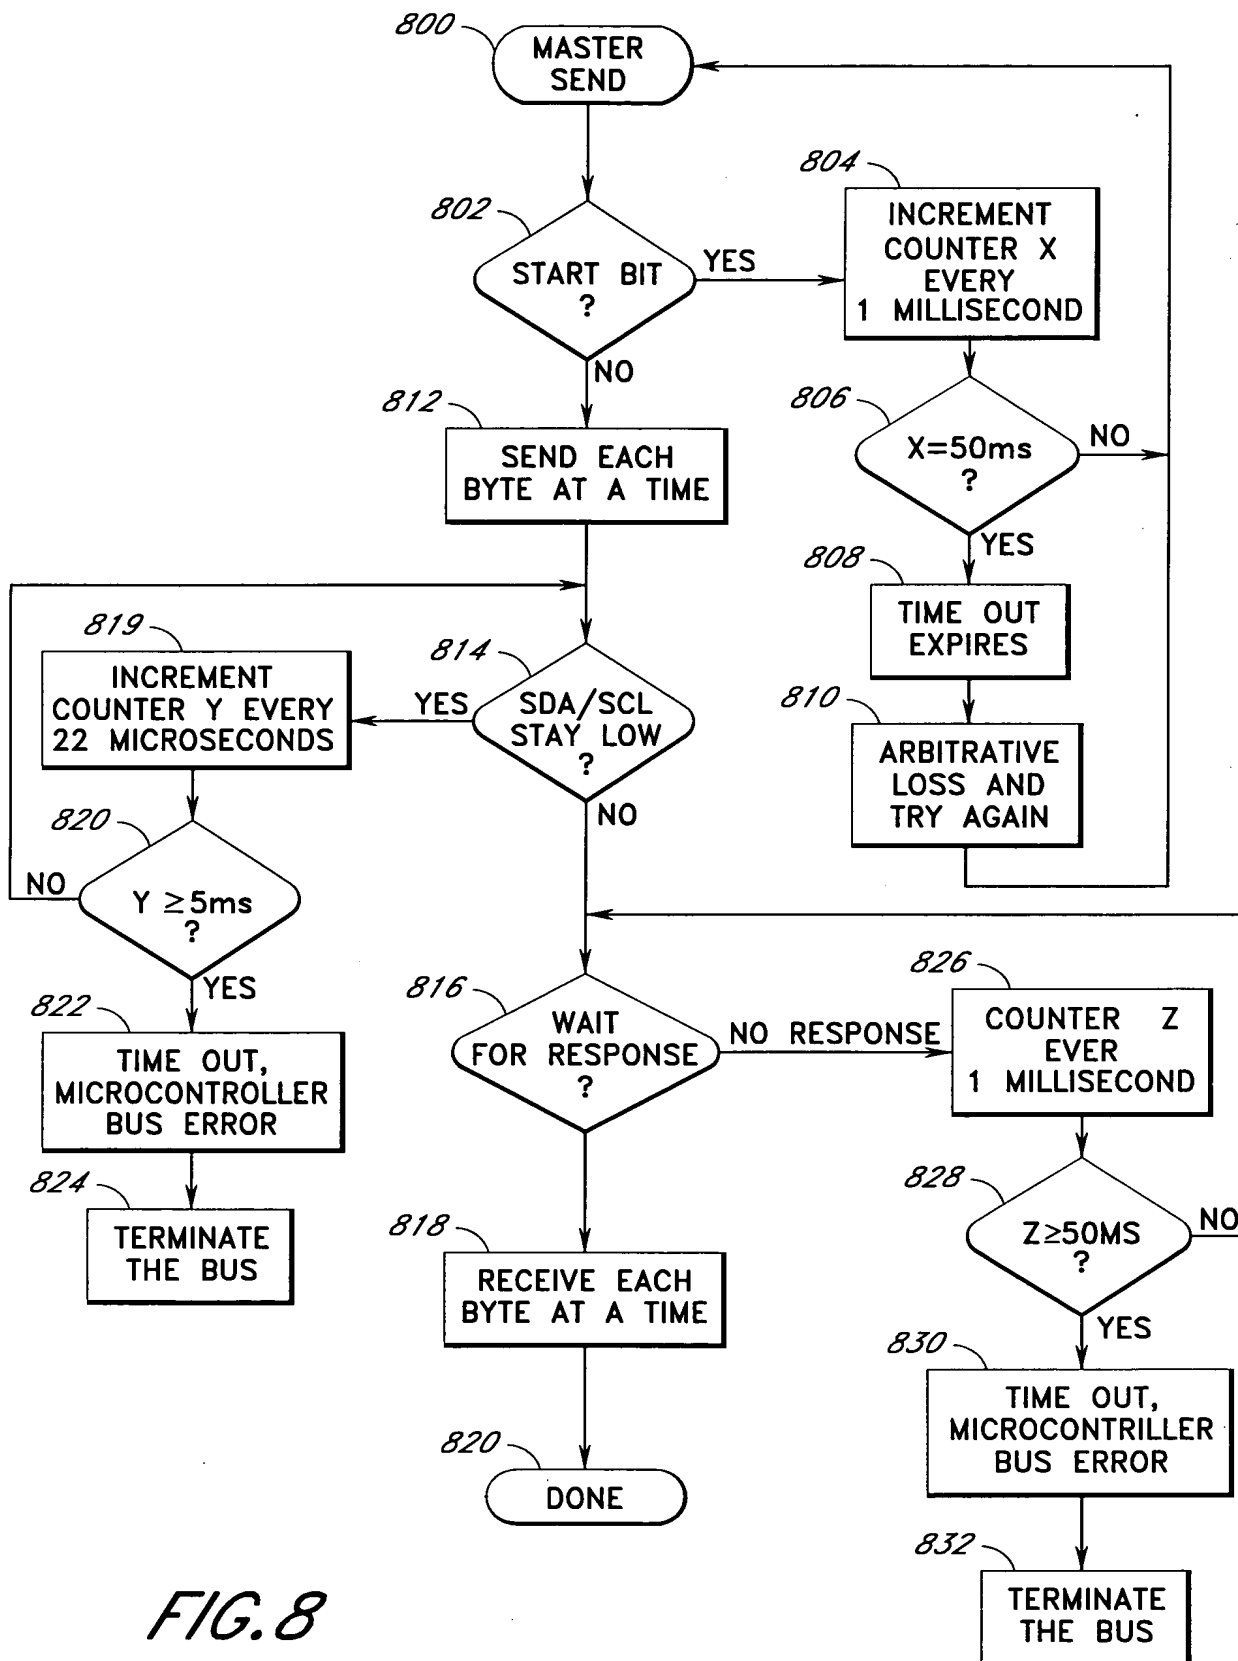 800
MASTER
SEND
802
START BIT
?
YES
NO
804
INCREMENT
COUNTER X
EVERY
1 MILLISECOND
806
X=50ms
?
NO
YES
808
TIME OUT
EXPIRES
810
ARBITRATIVE
LOSS AND
TRY AGAIN
812
SEND EACH
BYTE AT A TIME
814
SDA/SCL
STAY LOW
?
YES
NO
819
INCREMENT
COUNTER Y EVERY
22 MICROSECONDS
820
Y ≥5ms
?
NO
YES
822
TIME OUT,
MICROCONTROLLER
BUS ERROR
824
TERMINATE
THE BUS
816
WAIT
FOR RESPONSE
?
NO RESPONSE
826
COUNTER Z
EVER
1 MILLISECOND
828
Z≥50MS
?
NO
YES
830
TIME OUT,
MICROCONTRILLER
BUS ERROR
832
TERMINATE
THE BUS
818
RECEIVE EACH
BYTE AT A TIME
820
DONE
FIG.8